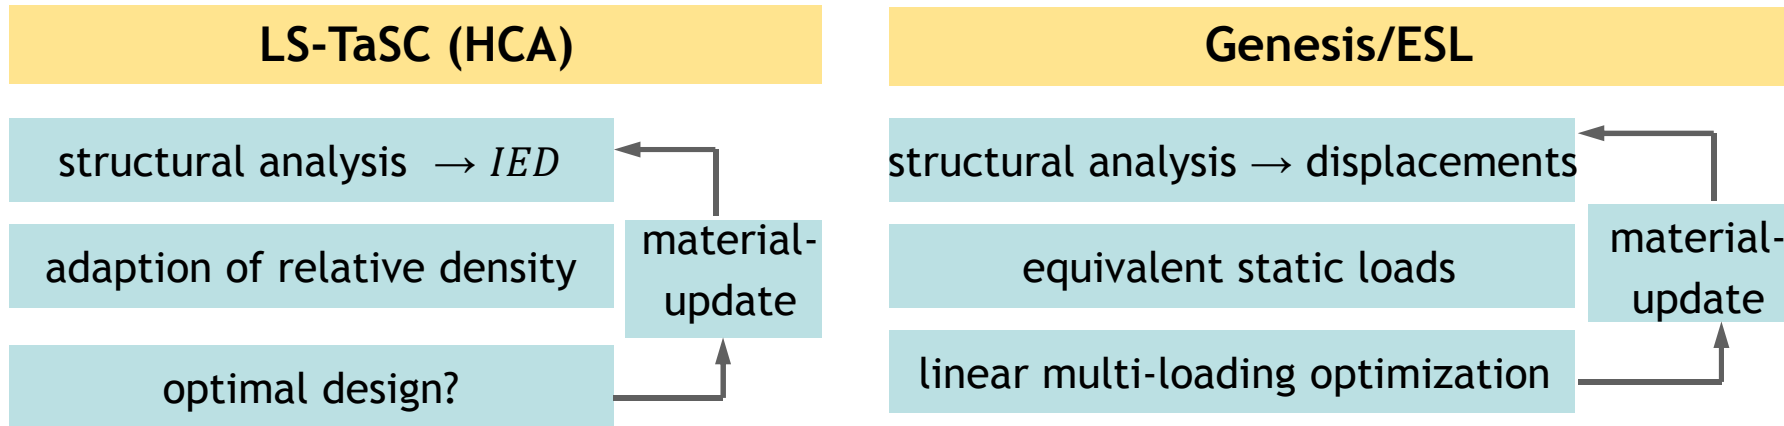 LS-TaSC (HCA)
structural analysis → IED
adaption of relative density
optimal design?
material-
update
Genesis/ESL
structural analysis → displacements
equivalent static loads
linear multi-loading optimization
material-
update